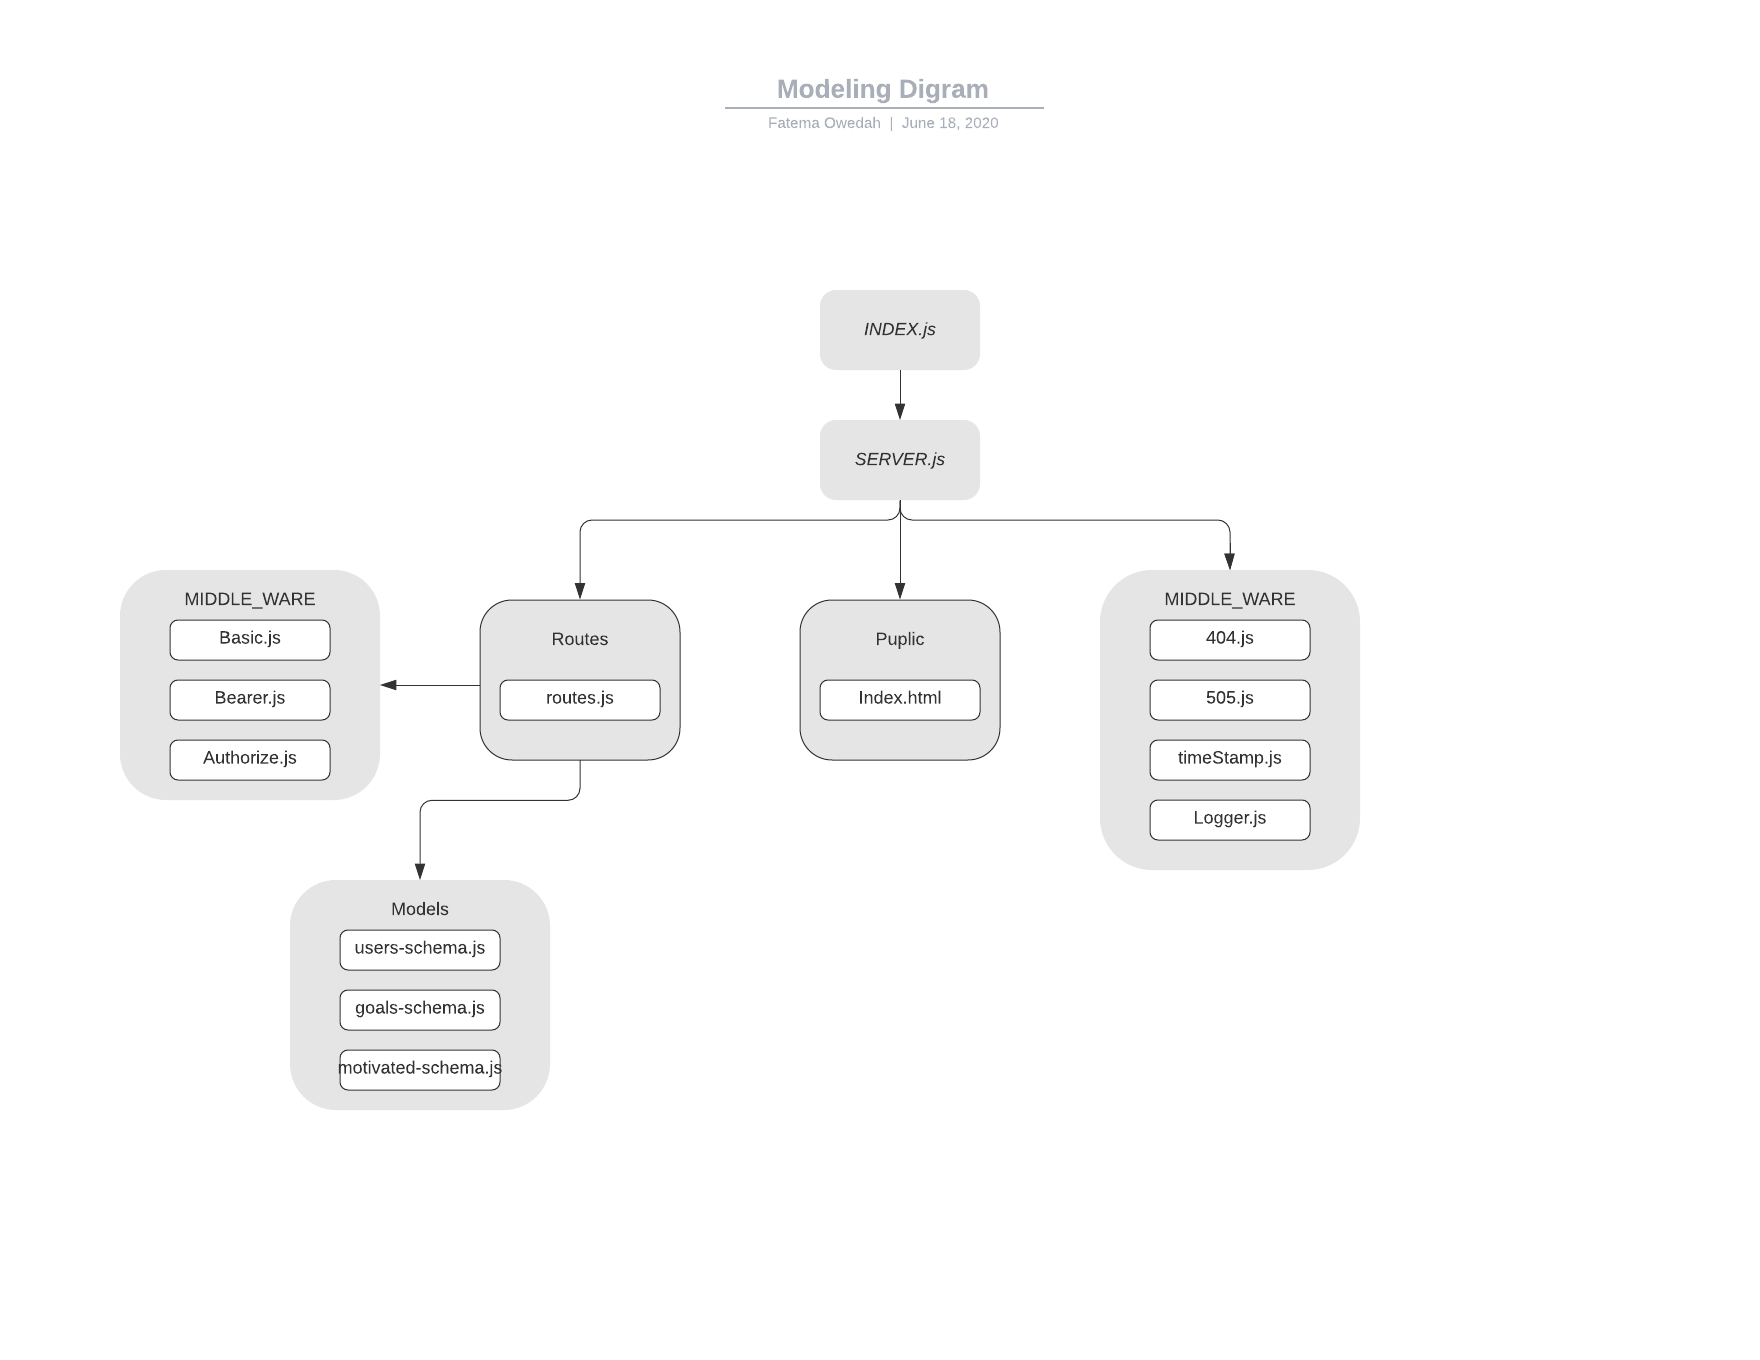 Modeling Digram
Fatema Owedah | June 18, 2020
INDEX.js
SERVER.js
MIDDLE_WARE
Basic.js
Bearer.js
Authorize.js
Routes
routes.js
Puplic
Index.html
MIDDLE_WARE
404.js
505.js
timeStamp.js
Logger.js
Models
users-schema.js
goals-schema.js
motivated-schema.js